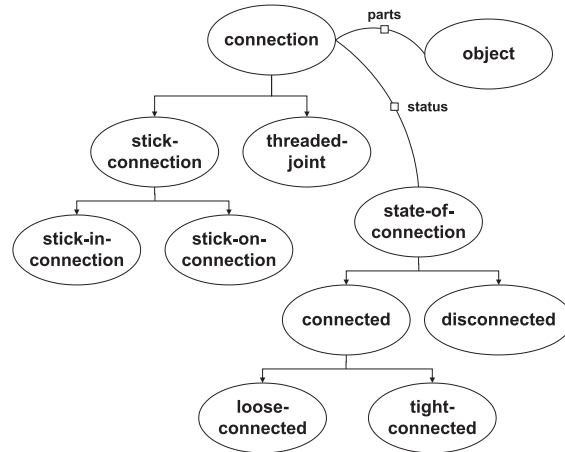 parts
connection
object
status
stick-
connection
threaded-
joint
state-of-
connection
stick-in-
connection
stick-on-
connection
connected
disconnected
loose-
connected
tight-
connected